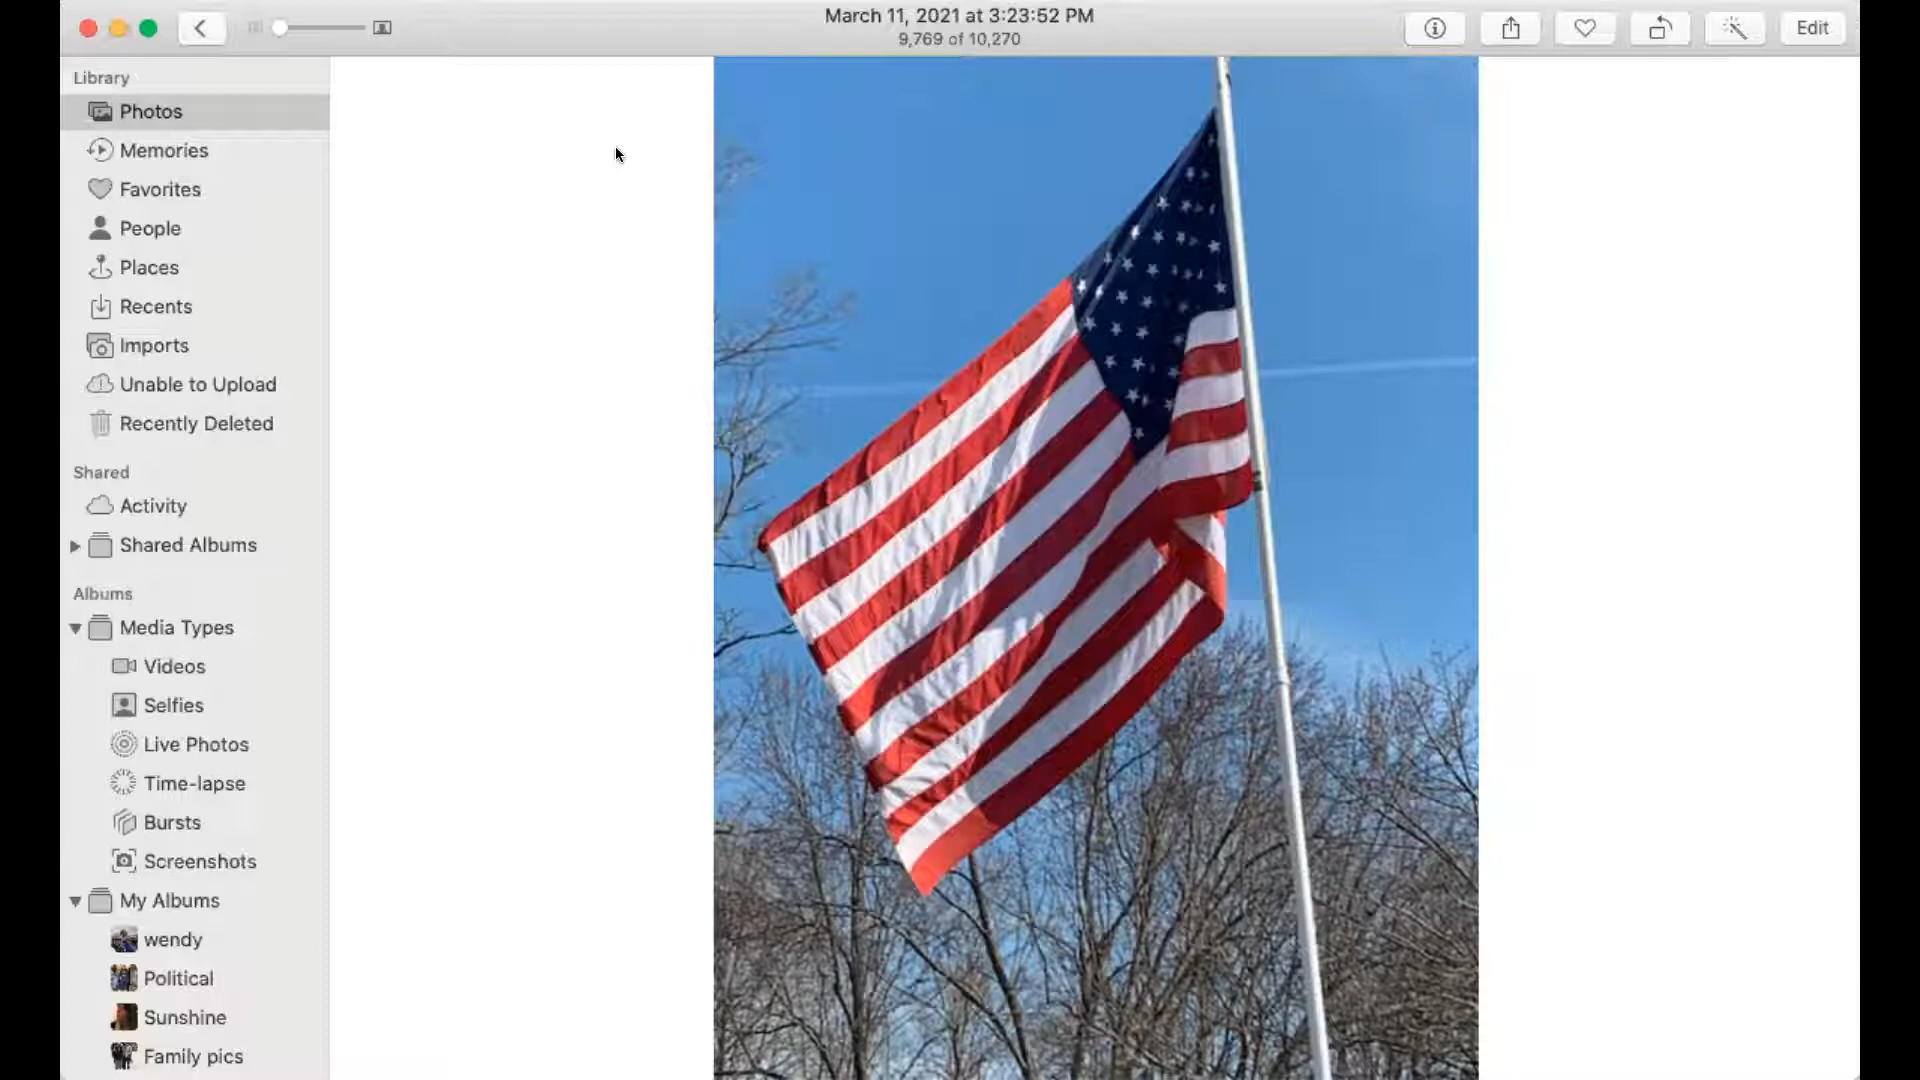 March 11, 2021 at 3:23:52 PM
9,769 of 10,270
Edit
Library
Photos
Memories
Favorites
People
Places
Recents
Imports
Unable to Upload
Recently Deleted
Shared
Activity
Shared Albums
Albums
Media Types
Videos
Selfies
Live Photos
Time-lapse
Bursts
Screenshots
My Albums
wendy
Political
Sunshine
Family pics